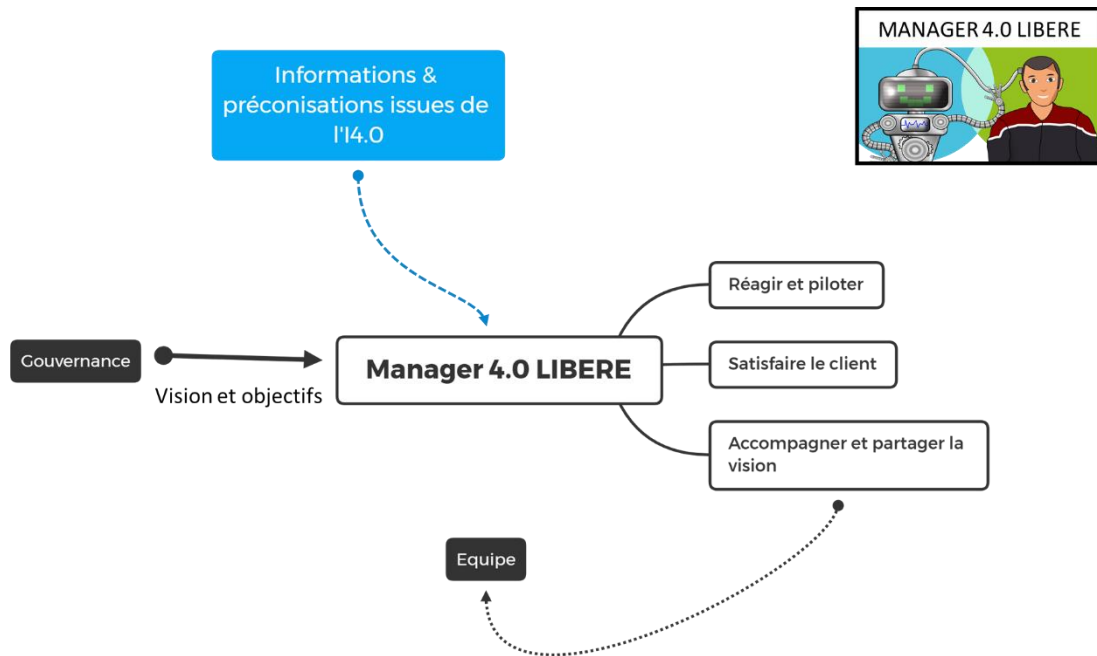 MANAGER 4.0 LIBERE
Informations &
préconisations issues de
l'I4.0
Réagir et piloter
Gouvernance
Vision et objectifs
Manager 4.0 LIBERE
Satisfaire le client
Accompagner et partager la
vision
Equipe